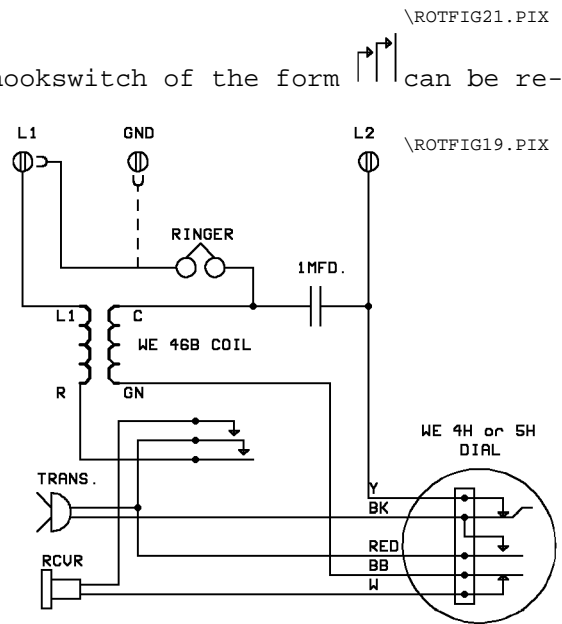 \ROTFIG21.PIX
hookswitch of the form can be re-
L1 GND L2 \ROTFIG19.PIX
RINGER
1MFD.
L1 C
WE 46B COIL
R GN
WE 4H or 5H
DIAL
TRANS.
Y
BK
RED
RCVR
BB
W